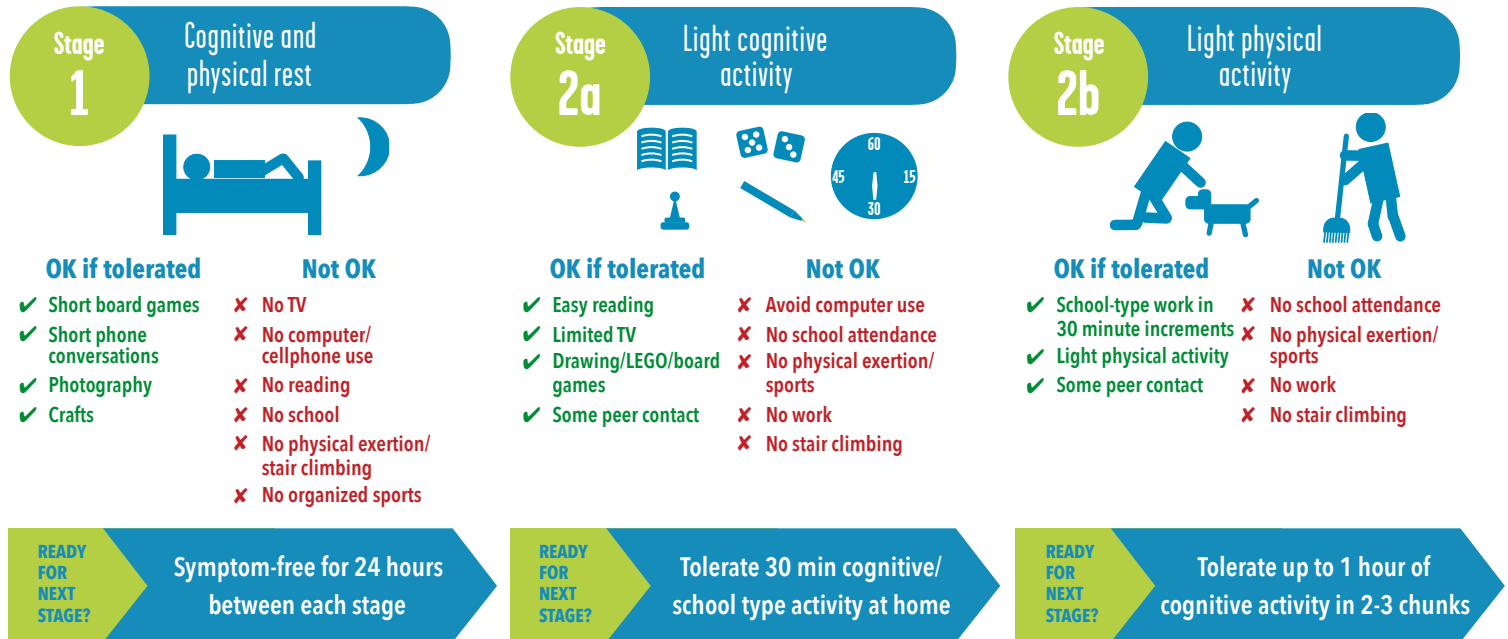 Stage
1
Cognitive and
physical rest
OK if tolerated
✔ Short board games
✔ Short phone
conversations
✔ Photography
✔ Crafts
Not OK
✘ No TV
✘ No computer/
cellphone use
✘ No reading
✘ No school
✘ No physical exertion/
stair climbing
✘ No organized sports
READY
FOR
NEXT
STAGE?
Symptom-free for 24 hours
between each stage
Stage
2a
Light cognitive
activity
60
45
15
30
OK if tolerated
✔ Easy reading
✔ Limited TV
✔ Drawing/LEGO/board
games
✔ Some peer contact
Not OK
✘ Avoid computer use
✘ No school attendance
✘ No physical exertion/
sports
✘ No work
✘ No stair climbing
READY
FOR
NEXT
STAGE?
Tolerate 30 min cognitive/
school type activity at home
Stage
2b
Light physical
activity
OK if tolerated
✔ School-type work in
30 minute increments
✔ Light physical activity
✔ Some peer contact
Not OK
✘ No school attendance
✘ No physical exertion/
sports
✘ No work
✘ No stair climbing
READY
FOR
NEXT
STAGE?
Tolerate up to 1 hour of
cognitive activity in 2-3 chunks